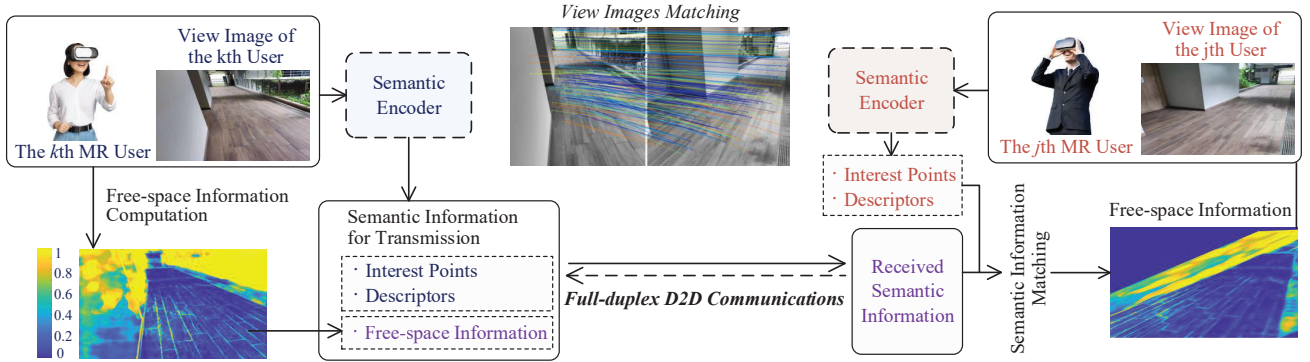 View Images Matching
View Image of
the kth User
The kth MR User
Semantic
Encoder
Semantic
Encoder
View Image of
the jth User
The jth MR User
· Interest Points
· Descriptors
Free-space Information
Computation
1
0.8
0.6
0.4
0.2
0
Semantic Information
for Transmission
· Interest Points
· Descriptors
· Free-space Information
Full-duplex D2D Communications
Received
Semantic
Information
Semantic Information
Matching
Free-space Information